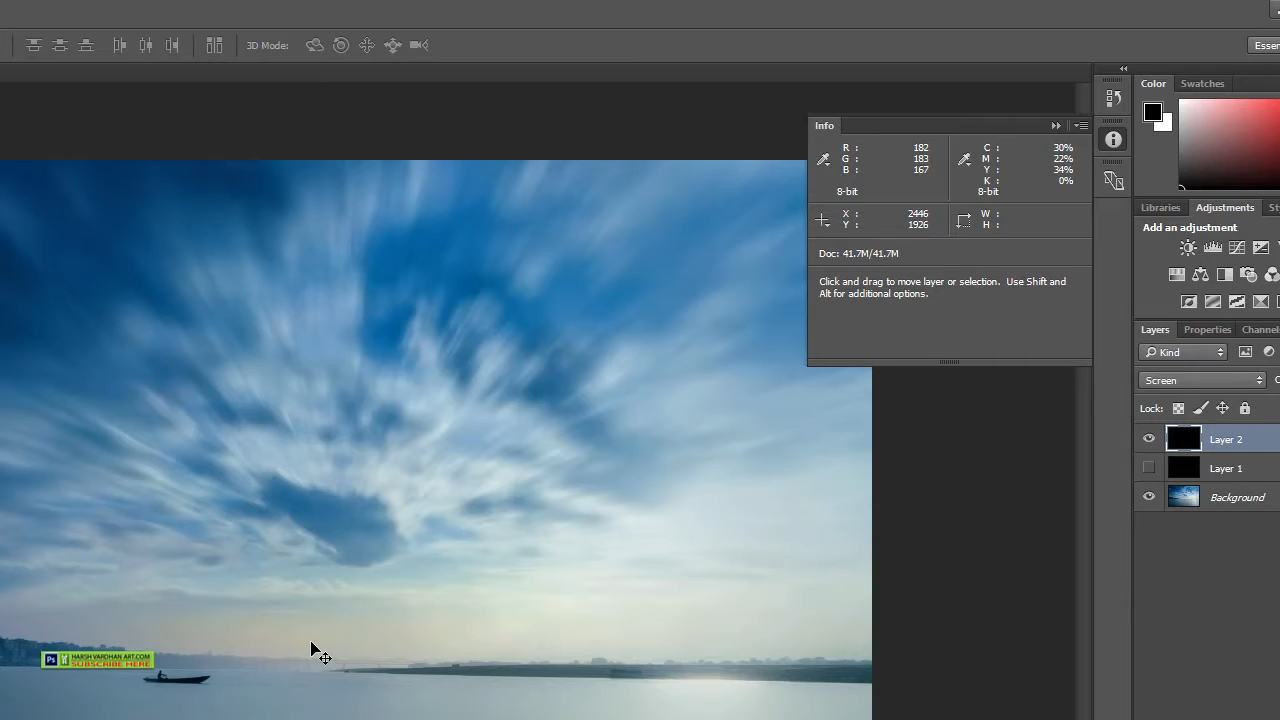 3D Mode:
Essen
Color Swatches
Info
R : 182
G : 183
B : 167
8-bit
C : 30%
M : 22%
Y : 34%
K : 0%
8-bit
X : 2446
Y : 1926
W :
H :
Doc: 41.7M/41.7M
Click and drag to move layer or selection. Use Shift and
Alt for additional options.
Libraries Adjustments St
Add an adjustment
Layers Properties Channels
Kind
Screen
Lock:
Layer 2
Layer 1
Background
Ps HARSH VARDHAN ART.COM
SUBSCRIBE HERE